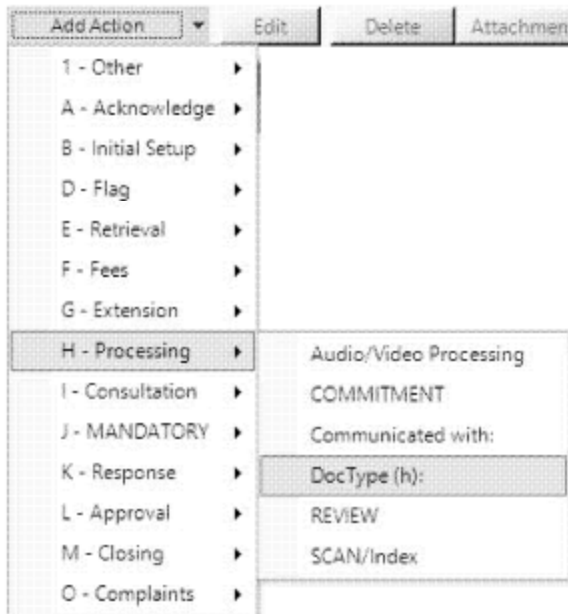 Add Action Edit Delete Attachmen
1 - Other
A - Acknowledge
B - Initial Setup
D - Flag
E - Retrieval
F - Fees
G - Extension
H - Processing
Audio/Video Processing
I - Consultation
COMMITMENT
J - MANDATORY
Communicated with:
K - Response
DocType (h):
L - Approval
REVIEW
M - Closing
SCAN/Index
O - Complaints